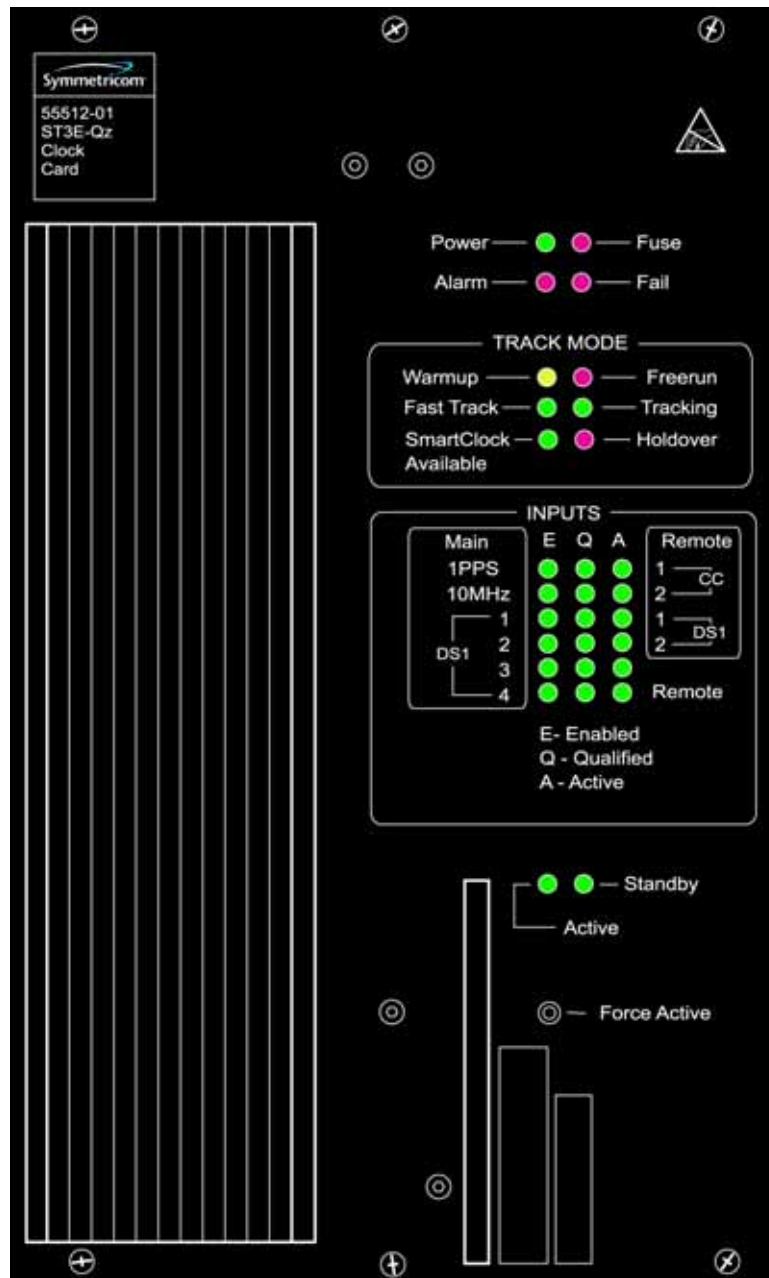 Symmetricom
55512-01
ST3E-Qz
Clock
Card
Power Fuse
Alarm Fail
TRACK MODE
Warmup Freerun
Fast Track Tracking
SmartClock Holdover
Available
INPUTS
Main E Q A Remote
1PPS 1
CC
10MHz 2
1 1
DS1
2 2
DS1
3
4 Remote
E- Enabled
Q - Qualified
A - Active
Standby
Active
Force Active